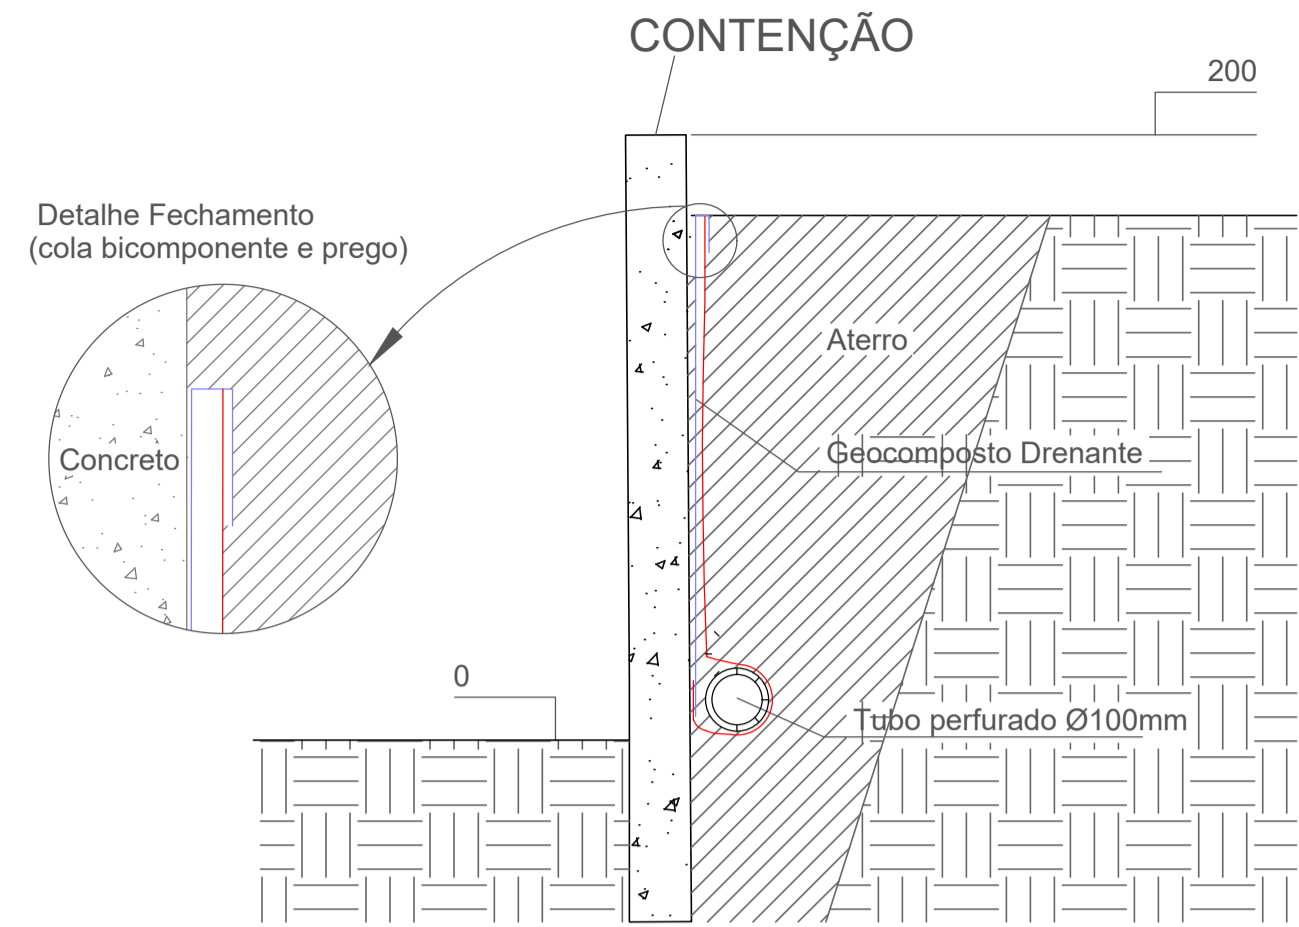 CONTENÇÃO
200
Detalhe Fechamento
(cola bicomponente e prego)
Aterro
Geocomposto Drenante
Concreto
0
Tubo perfurado Ø100mm